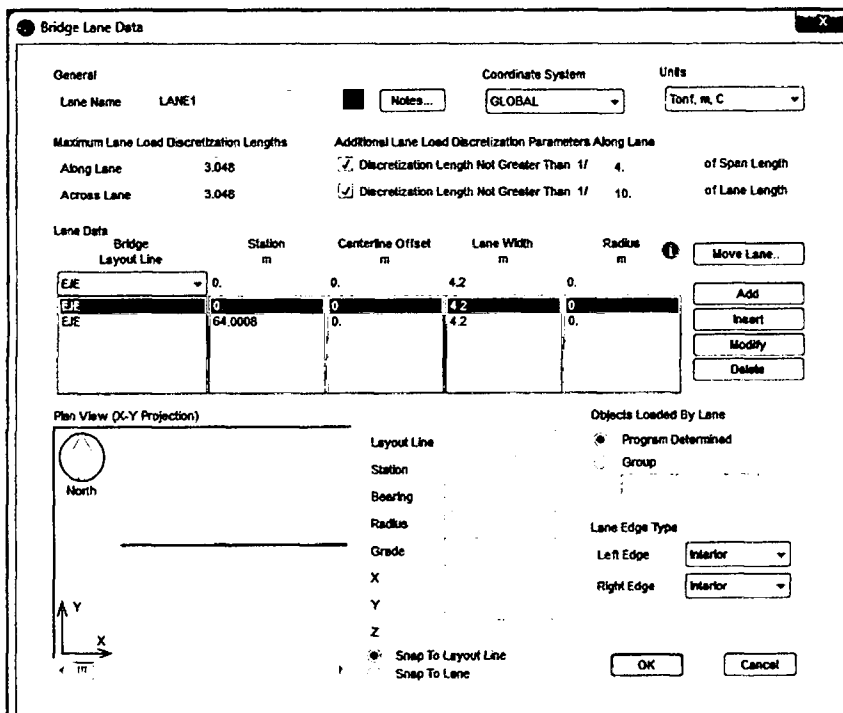 Bridge Lane Data
X
General
Coordinate System
Units
Lane Name LANE1 Notes... GLOBAL Tonf, m, C
Maximum Lane Load Discretization Lengths
Additional Lane Load Discretization Parameters Along Lane
Along Lane 3.048
Discretization Length Not Greater Than 1/ 4. of Span Length
Across Lane 3.048
Discretization Length Not Greater Than 1/ 10. of Lane Length
Lane Data
Bridge Layout Line Station m Centerline Offset m Lane Width m Radius m
Move Lane..
EJE 0. 0. 4.2 0.
EJE 0 0 4.2 0
EJE 64.0008 0. 4.2 0.
Add
Insert
Modify
Delete
Plan View (X-Y Projection)
North
Y
X
Layout Line
Station
Bearing
Radius
Grade
X
Y
Z
Snap To Layout Line
Snap To Lane
Objects Loaded By Lane
Program Determined
Group
Lane Edge Type
Left Edge Interior
Right Edge Interior
OK
Cancel